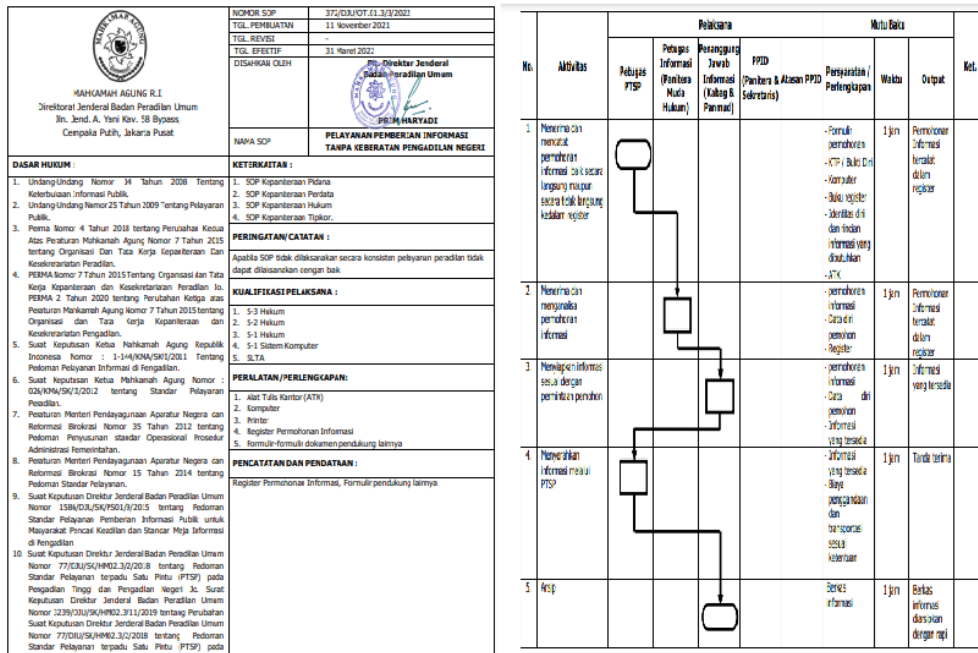 MAHKAMAH AGUNG
MAHKAMAH AGUNG R.I
Direktorat Jenderal Badan Peradilan Umum
Jln. Jend. A. Yani Kav. 58 Bypass
Cempaka Putih, Jakarta Pusat
NOMOR SOP
TGL. PEMBUATAN 11 November 2021
TGL. REVISI -
TGL EFEKTIF 31 Maret 2022
DISAHKAN OLEH Plt. Direktur Jenderal
Badan Peradilan Umum
PRIM HARYADI
NAMA SOP PELAYANAN PEMBERIAN INFORMASI
TANPA KEBERATAN PENGADILAN NEGERI
DASAR HUKUM :
1. Undang-Undang Nomor 14 Tahun 2008 Tentang
Keterbukaan Informasi Publik.
2. Undang-Undang Nomor 25 Tahun 2009 Tentang Pelayanan
Publik.
3. Perma Nomor 4 Tahun 2018 tentang Perubahan Kedua
Atas Peraturan Mahkamah Agung Nomor 7 Tahun 2015
tentang Organisasi Dan Tata Kerja Kepaniteraan Dan
Kesekretariatan Peradilan.
4. PERMA Nomor 7 Tahun 2015 Tentang Organisasi dan Tata
Kerja Kepaniteraan dan Kesekretariatan Peradilan Jo.
PERMA 2 Tahun 2020 tentang Perubahan Ketiga atas
Peraturan Mahkamah Agung Nomor 7 Tahun 2015 tentang
Organisasi dan Tata Kerja Kepaniteraan dan
Kesekretariatan Pengadilan.
5. Surat Keputusan Ketua Mahkamah Agung Republik
Indonesia Nomor : 1-144/KMA/SK/I/2011 Tentang
Pedoman Pelayanan Informasi di Pengadilan.
6. Suat Keputusan Ketua Mahkamah Agung Nomor :
026/KMA/SK/II/2012 tentang Standar Pelayanan
Peradilan.
7. Peraturan Menteri Pendayagunaan Aparatur Negara dan
Reformasi Birokrasi Nomor 35 Tahun 2012 tentang
Pedoman Penyusunan standar Operasional Prosedur
Administrasi Pemerintahan.
8. Peraturan Menteri Pendayagunaan Aparatur Negara dan
Reformasi Birokrasi Nomor 15 Tahun 2014 tentang
Pedoman Standar Pelayanan.
9. Suat Keputusan Direktur Jenderal Badan Peradilan Umum
Nomor tentang Pedoman
Standar Pelayanan Pemberian Informasi Publik untuk
Masyarakat Pencari Keadilan dan Standar Meja Informasi
di Pengadilan
10. Surat Keputusan Direktur Jenderal Badan Peradilan Umum
Nomor 77/DJU/SK/HM02.3/2/2018 tentang Pedoman
Standar Pelayanan terpadu Satu Pintu (PTSP) pada
Pengadilan Tinggi dan Pengadilan Negeri Jo. Surat
Keputusan Direktur Jenderal Badan Peradilan Umum
Nomor 3239/DJU/SK/HM02.3/11/2019 tentang Perubahan
Suat Keputusan Direktur Jenderal Badan Peradilan Umum
Nomor 77/DJU/SK/HM02.3/2/2018 tentang Pedoman
Standar Pelayanan terpadu Satu Pintu (PTSP) pada
KETERKAITAN :
1. SOP Kepaniteraan Pidana
2. SOP Kepaniteraan Perdata
3. SOP Kepaniteraan Hukum
4. SOP Kepaniteraan Tipikor.
PERINGATAN/CATATAN :
Apabila SOP tidak dilaksanakan secara konsisten pelayanan peradilan tidak
dapat dilaksanakan dengan baik
KUALIFIKASI PELAKSANA :
1. S-3 Hukum
2. S-2 Hukum
3. S-1 Hukum
4. S-1 Sistem Komputer
5. SLTA
PERALATAN/PERLENGKAPAN:
1. Alat Tulis Kantor (ATK)
2. Komputer
3. Printer
4. Register Permohonan Informasi
5. Formulir-formulir dokumen pendukung lainnya
PENCATATAN DAN PENDATAAN :
Register Permohonan Informasi, Formulir pendukung lainnya
No. Aktivitas Pelaksana Mutu Baku Ket.
Petugas
PTSP
Petugas
Informasi
(Panitera
Muda
Hukum)
Penanggung
Jawab
Informasi
(Kabag &
Panmud)
PPID
(Panitera &
Sekretaris)
Atasan PPID
Persyaratan /
Perlengkapan
Waktu
Output
1 Menerima dan
mencatat
permohonan
informasi baik secara
langsung maupun
secara tidak langsung
kedalam register
- Formulir
permohonan
- KTP / Bukti Diri
- Komputer
- Buku register
- Identitas diri
dan rincian
informasi yang
dibutuhkan
- ATK
1 jam
Permohonan
Informasi
tercatat
dalam
register
2 Menerima dan
menganalisa
permohonan
informasi
- permohonan
informasi
- Data diri
pemohon
- Register
1 jam
Permohonan
Informasi
tercatat
dalam
register
3 Menyiapkan informasi
sesuai dengan
permintaan pemohon
- permohonan
informasi
- Data diri
pemohon
- Informasi
yang tersedia
1 jam
Informasi
yang tersedia
4 Menyerahkan
informasi melalui
PTSP
- Informasi
yang tersedia
- Biaya
penggandaan
dan
transportasi
sesuai
ketentuan
1 jam
Tanda terima
5 Arsip
Berkas
informasi
1 jam
Berkas
informasi
diarsipkan
dengan rapi